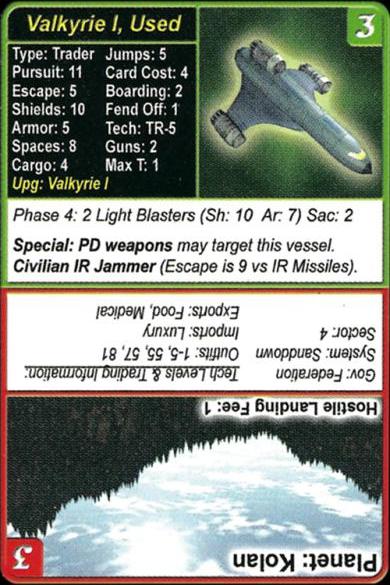 Valkyrie I, Used
3
Type: Trader Jumps: 5
Pursuit: 11 Card Cost: 4
Escape: 5 Boarding: 2
Shields: 10 Fend Off: 1
Armor: 5 Tech: TR-5
Spaces: 8 Guns: 2
Cargo: 4 Max T: 1
Upg: Valkyrie I
Phase 4: 2 Light Blasters (Sh: 10 Ar: 7) Sac: 2
Special: PD weapons may target this vessel.
Civilian IR Jammer (Escape is 9 vs IR Missiles).
Planet: Kolan
3
Hostile Landing Fee: 1
Gov: Federation Tech Levels & Trading Information:
System: Sanddown Outfits: 1-5, 55, 57, 81
Sector: 4 Imports: Luxury
Exports: Food, Medical